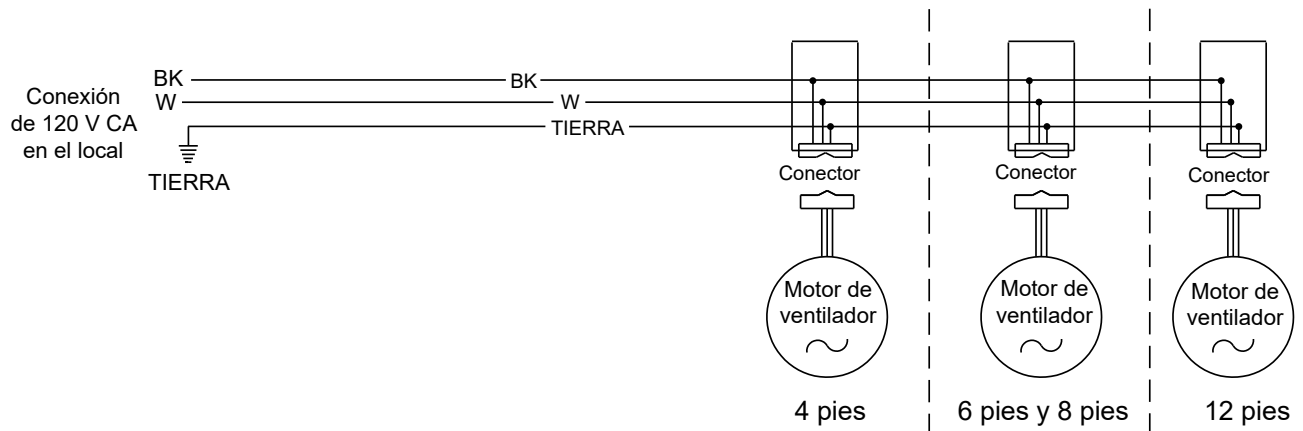 Conexión
de 120 V CA
en el local
BK
W
TIERRA
BK
W
TIERRA
Conector
Conector
Conector
Motor de
ventilador
Motor de
ventilador
Motor de
ventilador
4 pies
6 pies y 8 pies
12 pies